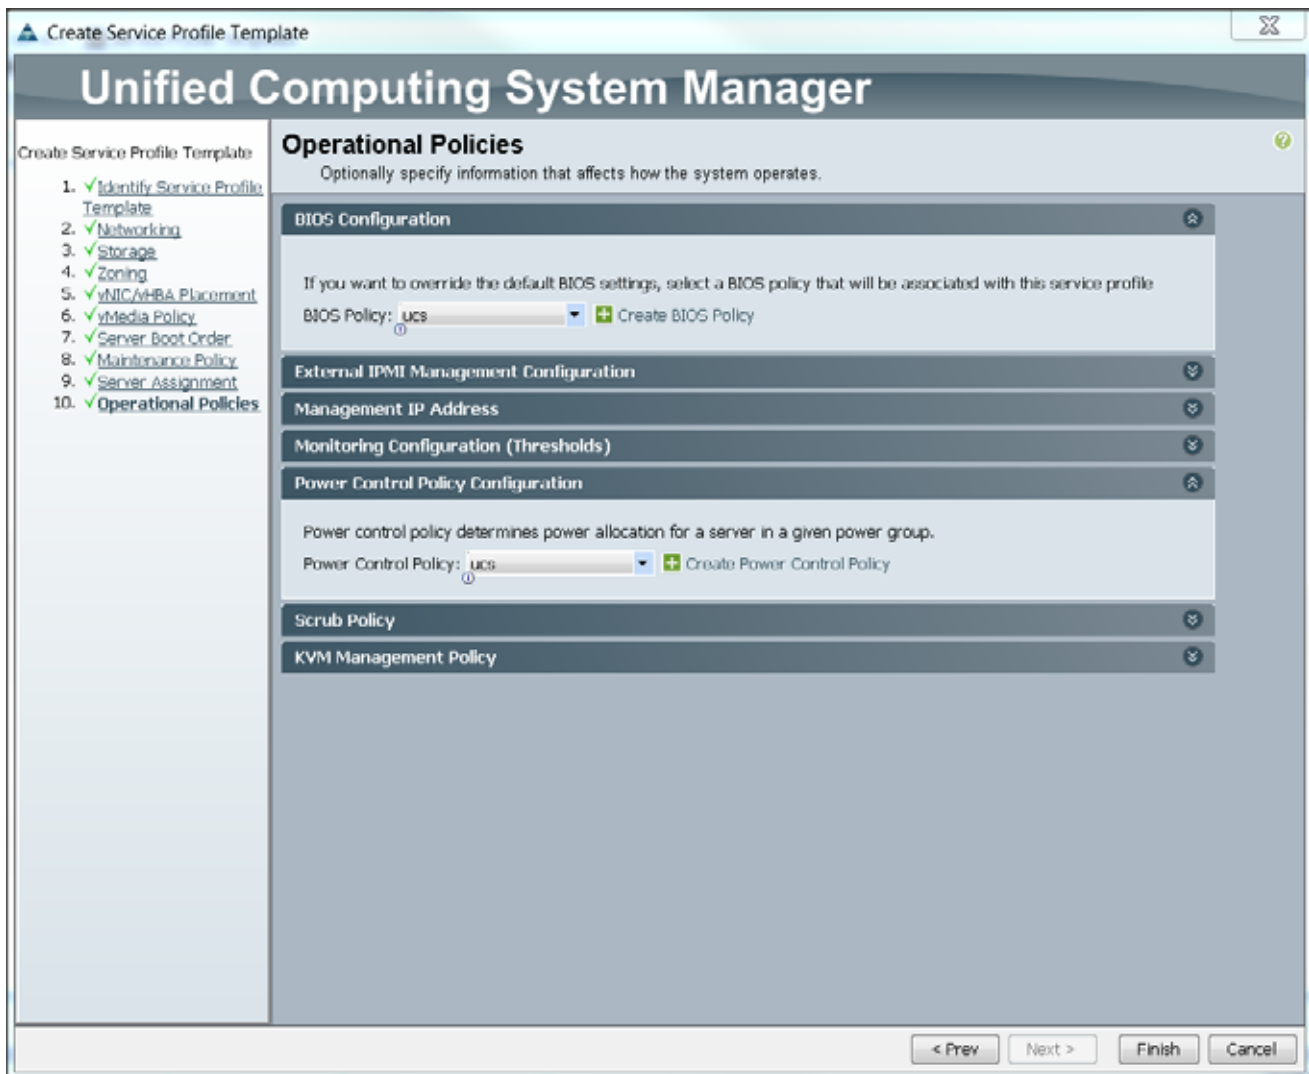 Create Service Profile Template
Unified Computing System Manager
Create Service Profile Template
1. Identify Service Profile
Template
2. Networking
3. Storage
4. Zoning
5. vNIC/vHBA Placement
6. vMedia Policy
7. Server Boot Order
8. Maintenance Policy
9. Server Assignment
10. Operational Policies
Operational Policies
Optionally specify information that affects how the system operates.
BIOS Configuration
If you want to override the default BIOS settings, select a BIOS policy that will be associated with this service profile
BIOS Policy: ucs Create BIOS Policy
External IPMI Management Configuration
Management IP Address
Monitoring Configuration (Thresholds)
Power Control Policy Configuration
Power control policy determines power allocation for a server in a given power group.
Power Control Policy: ucs Create Power Control Policy
Scrub Policy
KVM Management Policy
< Prev Next > Finish Cancel